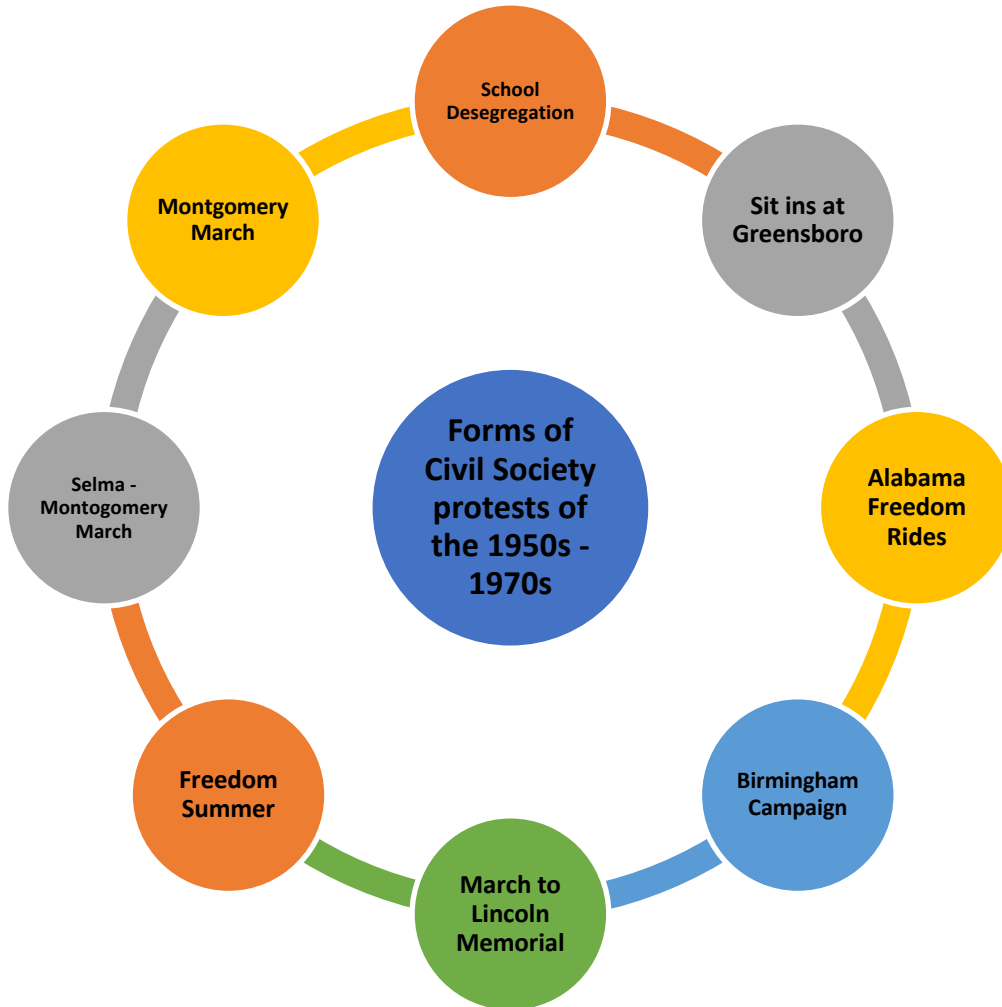 School
Desegregation
Sit ins at
Greensboro
Alabama
Freedom
Rides
Birmingham
Campaign
March to
Lincoln
Memorial
Freedom
Summer
Selma -
Montogomery
March
Montgomery
March
Forms of
Civil Society
protests of
the 1950s -
1970s